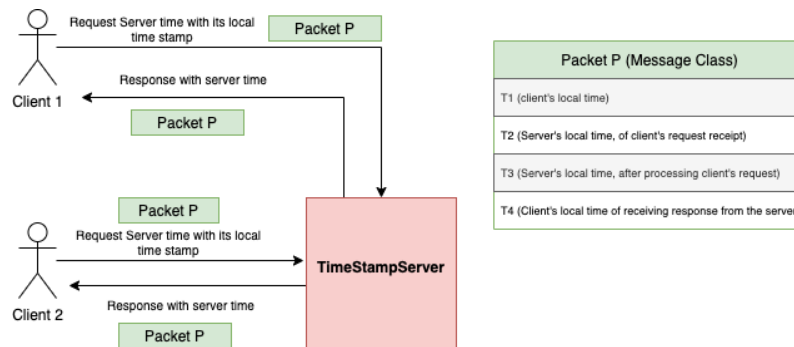 Request Server time with its local
time stamp
Packet P
Response with server time
Client 1
Packet P
Packet P (Message Class)
T1 (client's local time)
T2 (Server's local time, of client's request receipt)
T3 (Server's local time, after processing client's request)
T4 (Client's local time of receiving response from the server
Packet P
Request Server time with its local
time stamp
TimeStampServer
Response with server time
Client 2
Packet P